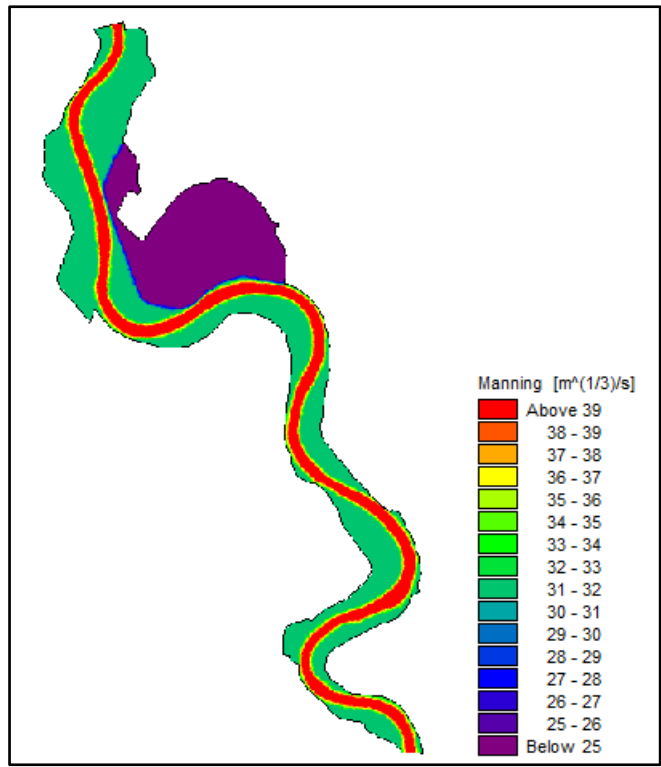 Manning [m^(1/3)/s]
Above 39
38 - 39
37 - 38
36 - 37
35 - 36
34 - 35
33 - 34
32 - 33
31 - 32
30 - 31
29 - 30
28 - 29
27 - 28
26 - 27
25 - 26
Below 25